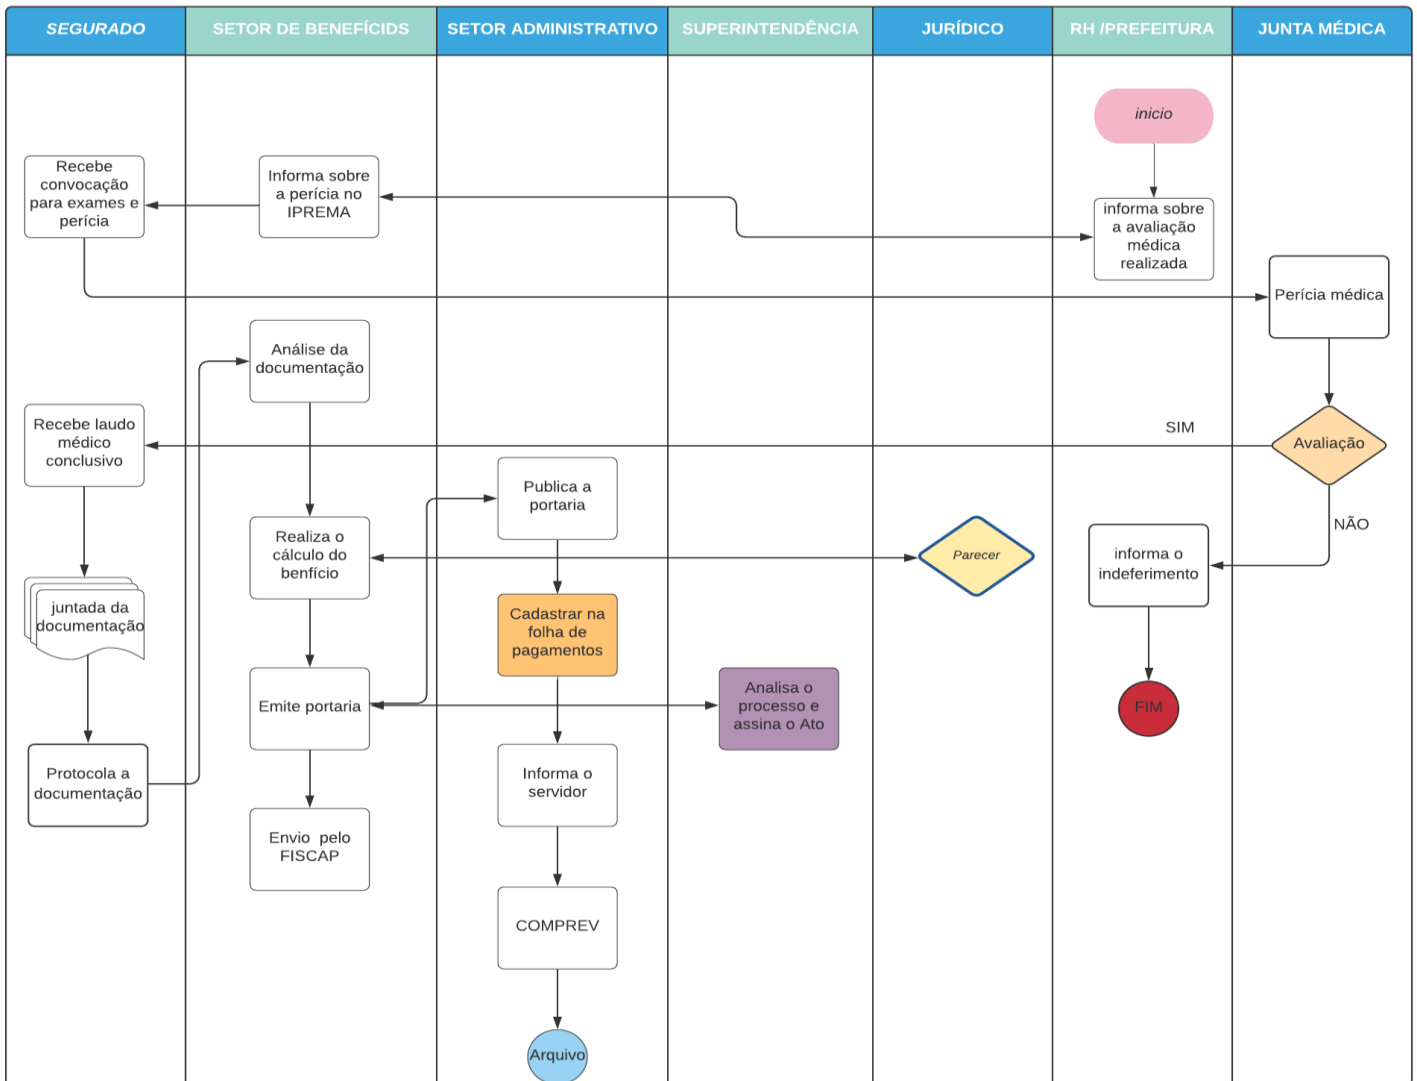 SEGURADO
SETOR DE BENEFÍCIDS
SETOR ADMINISTRATIVO
SUPERINTENDÊNCIA
JURÍDICO
RH /PREFEITURA
JUNTA MÉDICA
inicio
Recebe
convocação
para exames e
perícia
Informa sobre
a perícia no
IPREMA
informa sobre
a avaliação
médica
realizada
Perícia médica
Análise da
documentação
Recebe laudo
médico
conclusivo
SIM
Avaliação
NÃO
Publica a
portaria
Realiza o
cálculo do
benfício
Parecer
informa o
indeferimento
juntada da
documentação
Cadastrar na
folha de
pagamentos
Emite portaria
Analisa o
processo e
assina o Ato
FIM
Protocola a
documentação
Informa o
servidor
Envio pelo
FISCAP
COMPREV
Arquivo